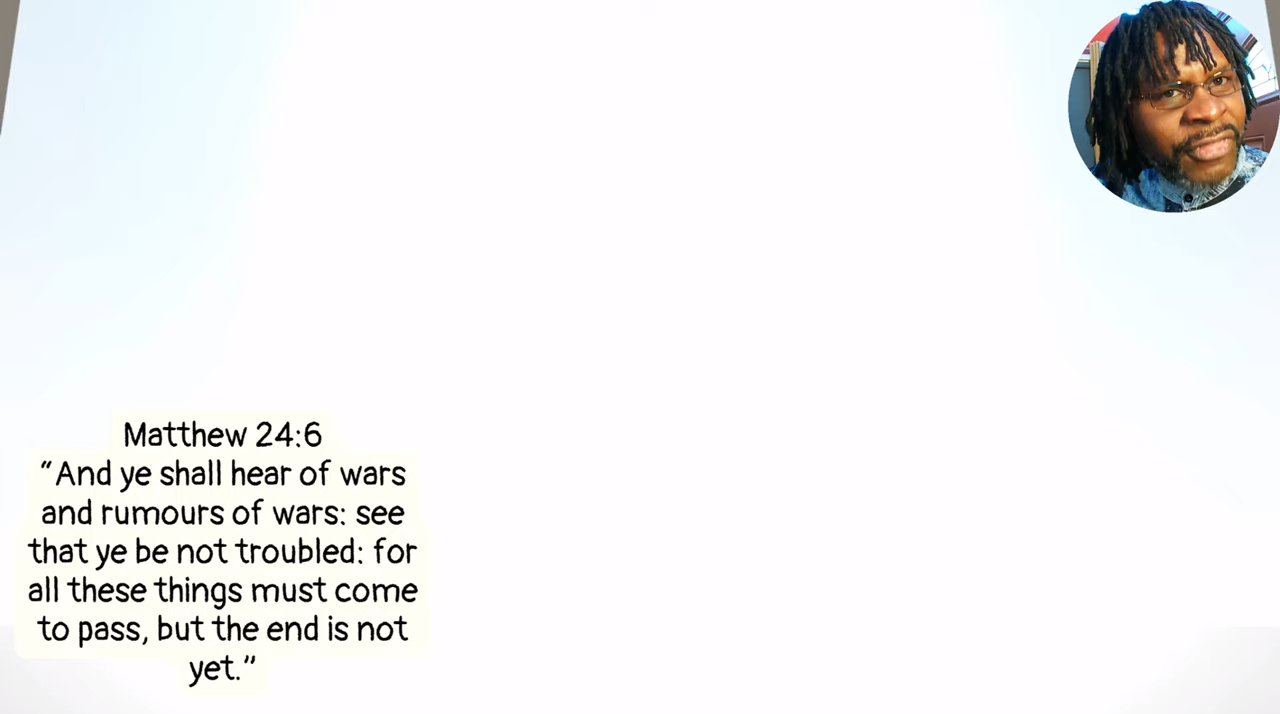 Matthew 24:6
“And ye shall hear of wars
and rumours of wars: see
that ye be not troubled: for
all these things must come
to pass, but the end is not
yet.”